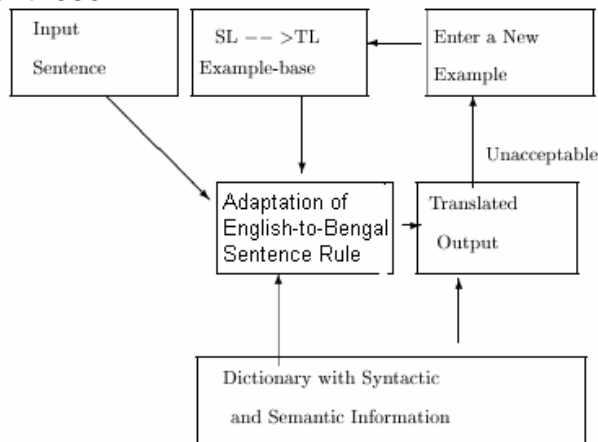 Input
Sentence
SL −− >TL
Example-base
Enter a New
Example
Unacceptable
Adaptation of
English-to-Bengal
Sentence Rule
Translated
Output
Dictionary with Syntactic
and Semantic Information